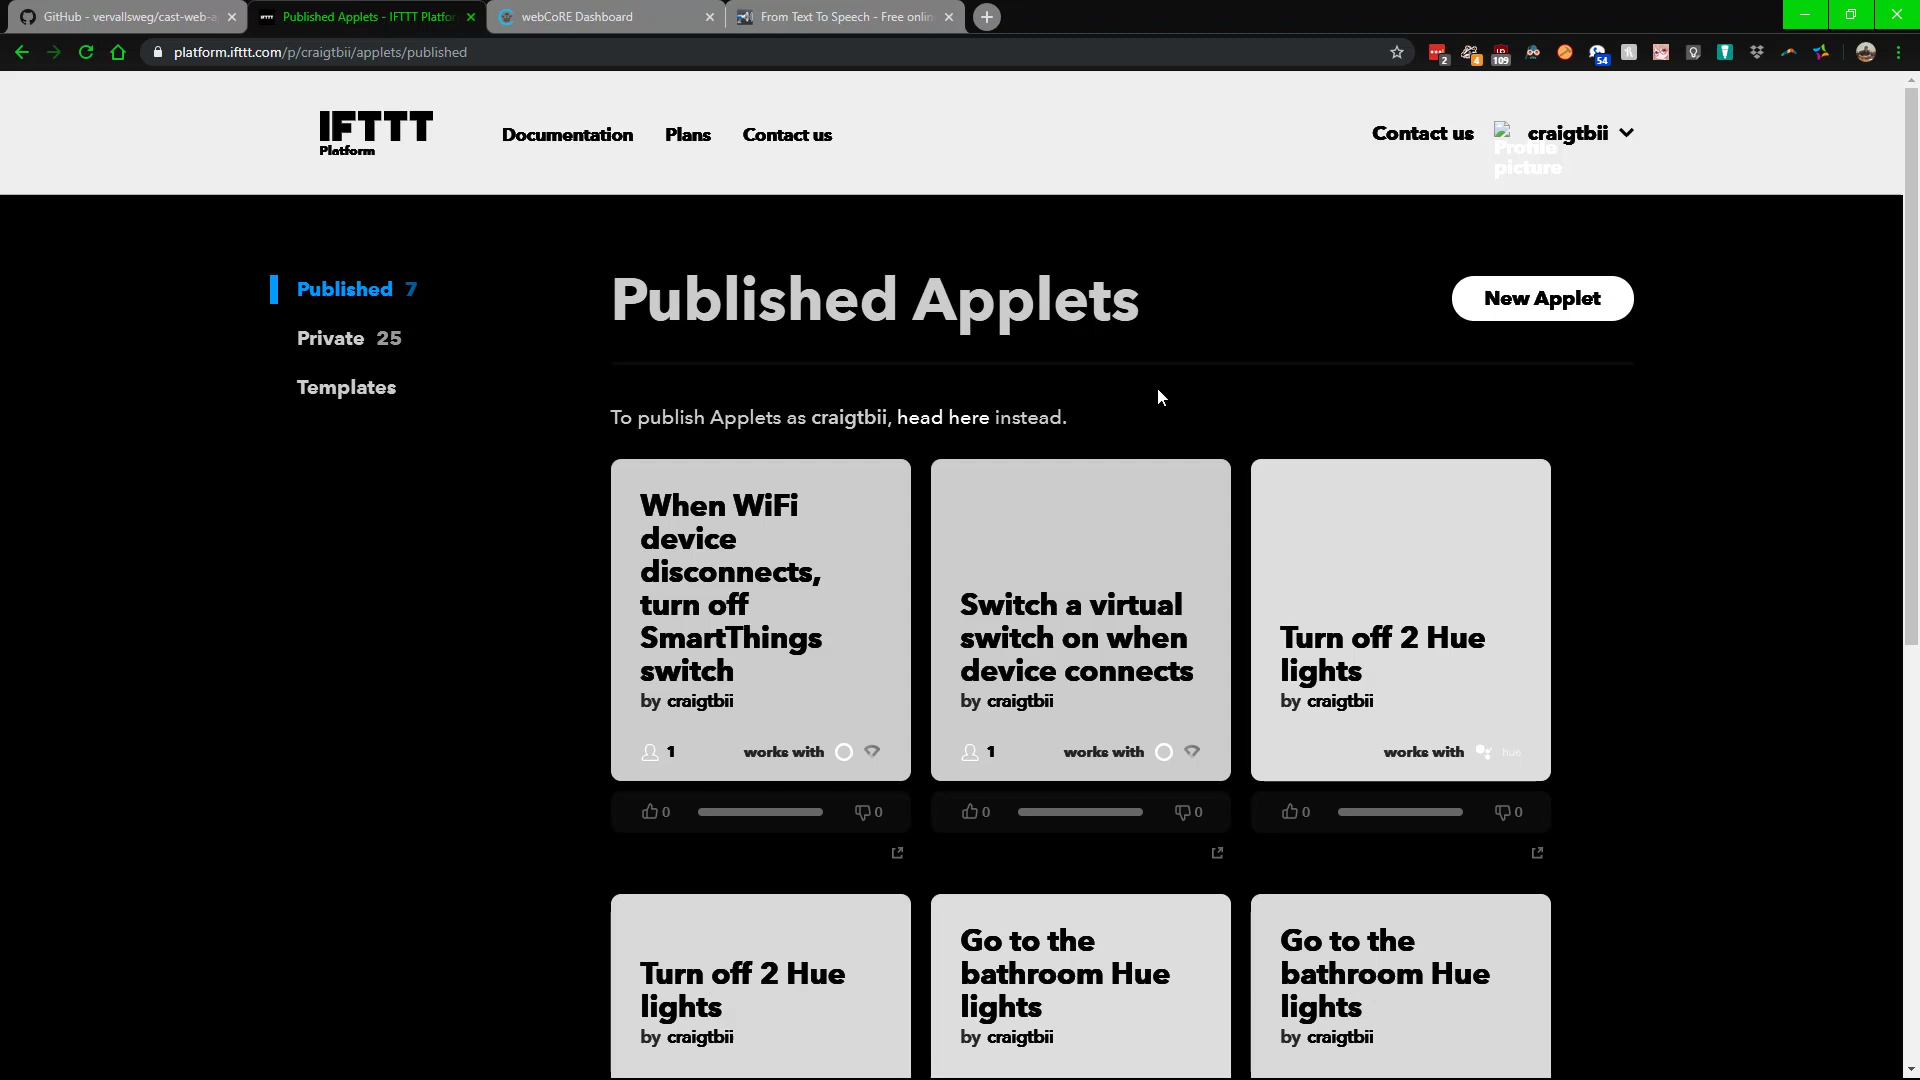 GitHub - vervallsweg/cast-web-a
Published Applets - IFTTT Platfor
webCoRE Dashboard
From Text To Speech - Free onlin
platform.ifttt.com/p/craigtbii/applets/published
2
4
109
54
IFTTT
Platform
Documentation
Plans
Contact us
Contact us
Profile picture
craigtbii
Published 7
Private 25
Templates
Published Applets
New Applet
To publish Applets as craigtbii, head here instead.
When WiFi
device
disconnects,
turn off
SmartThings
switch
by craigtbii
1
works with
0
0
Switch a virtual
switch on when
device connects
by craigtbii
1
works with
0
0
Turn off 2 Hue
lights
by craigtbii
works with
hue
0
0
Turn off 2 Hue
lights
by craigtbii
Go to the
bathroom Hue
lights
by craigtbii
Go to the
bathroom Hue
lights
by craigtbii